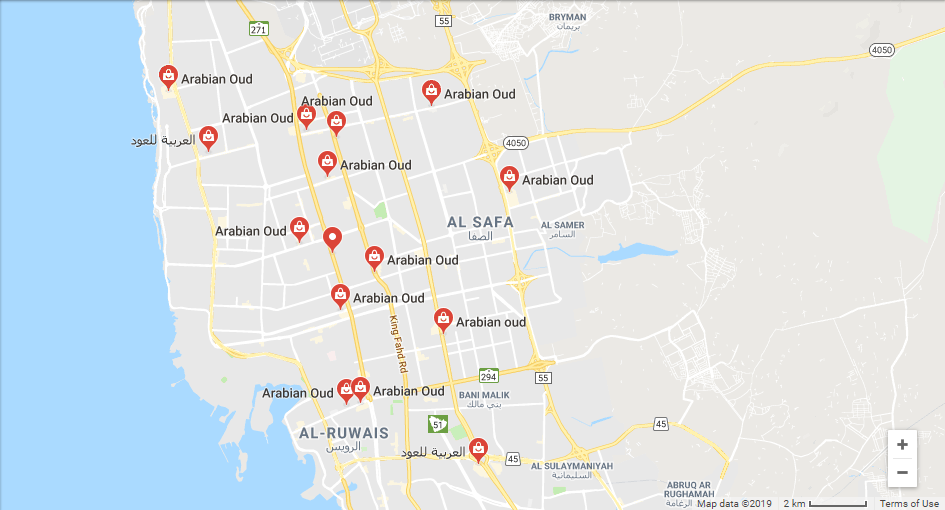 BRYMAN
بريمان
55
271
4050
Arabian Oud
Arabian Oud
Arabian Oud
Arabian Oud
العربية للعود
4050
Arabian Oud
Arabian Oud
AL SAFA
الصفا
AL SAMER
السامر
Arabian Oud
Arabian Oud
Arabian Oud
Arabian oud
King Fahd Rd
294
55
Arabian Oud
Arabian Oud
BANI MALIK
بني مالك
51
45
AL-RUWAIS
الرويس
العربية للعود
45
AL SULAYMANIYAH
السليمانية
ABRUQ AR
RUGHAMAH
الرغامة
+
−
Map data ©2019
2 km
Terms of Use